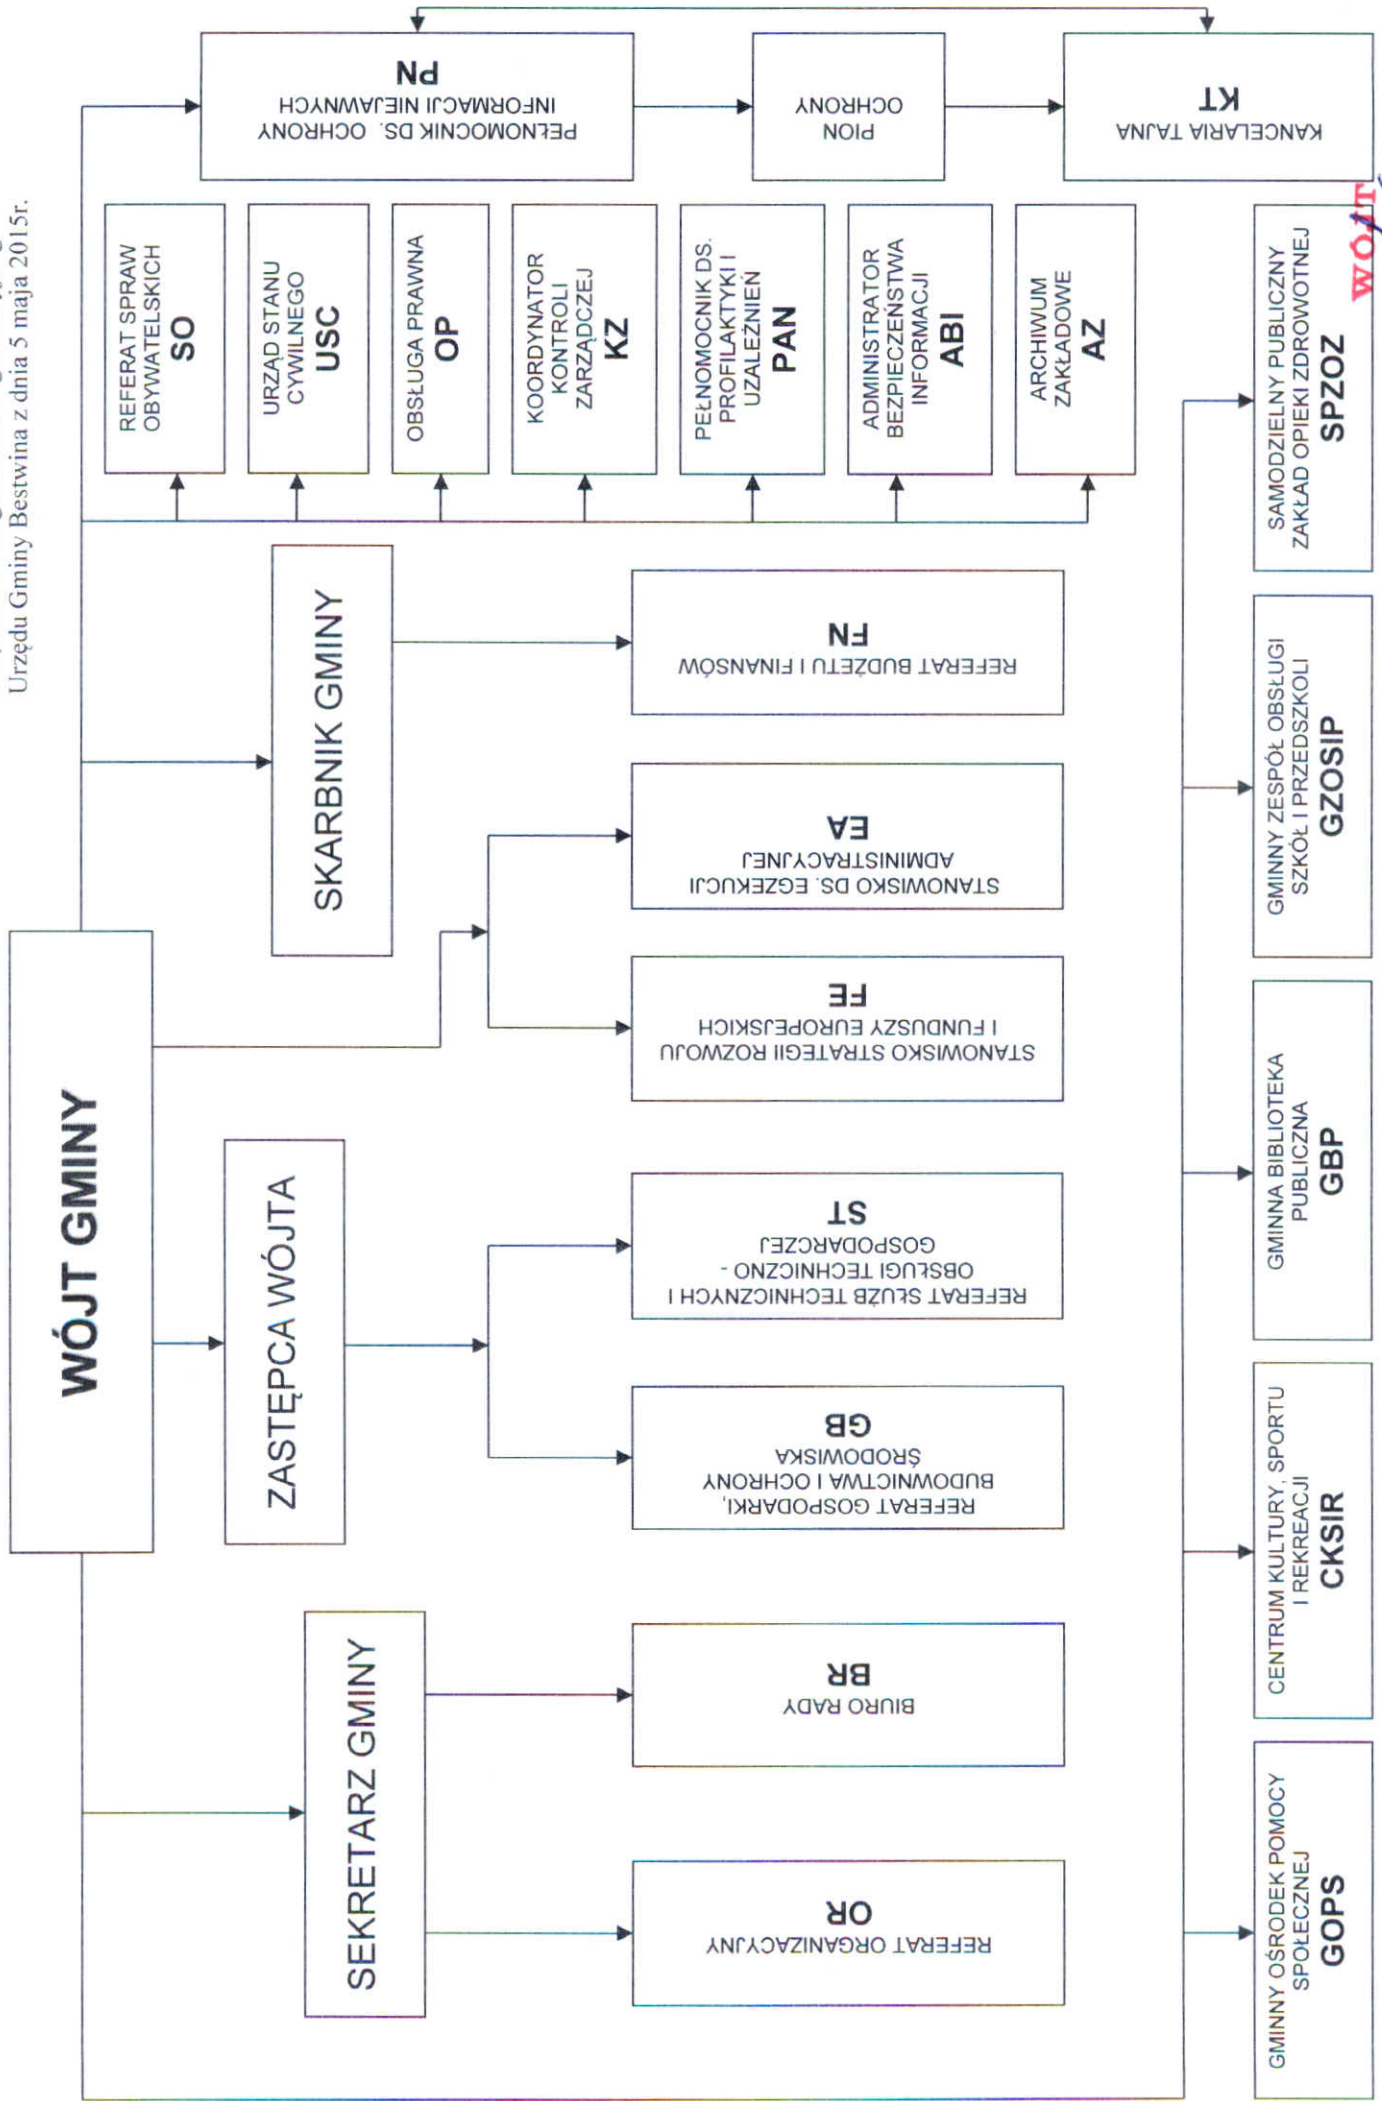 Urzędu Gminy Bestwina z dnia 5 maja 2015r.
WÓJT GMINY
SEKRETARZ GMINY
ZASTĘPCA WÓJTA
SKARBNIK GMINY
REFERAT ORGANIZACYJNY
OR
BIURO RADY
BR
REFERAT GOSPODARKI,
BUDOWNICTWA I OCHRONY
ŚRODOWISKA
GB
REFERAT SŁUŻB TECHNICZNYCH I
OBSŁUGI TECHNICZNO -
GOSPODARCZEJ
ST
STANOWISKO STRATEGII ROZWOJU
I FUNDUSZY EUROPEJSKICH
FE
STANOWISKO DS. EGZEKUCJI
ADMINISTRACYJNEJ
EA
REFERAT BUDŻETU I FINANSÓW
FN
REFERAT SPRAW
OBYWATELSKICH
SO
URZĄD STANU
CYWILNEGO
USC
OBSŁUGA PRAWNA
OP
KOORDYNATOR
KONTROLI
ZARZĄDCZEJ
KZ
PEŁNOMOCNIK DS.
PROFILAKTYKI I
UZALEŻNIEŃ
PAN
ADMINISTRATOR
BEZPIECZEŃSTWA
INFORMACJI
ABI
ARCHIWUM
ZAKŁADOWE
AZ
PEŁNOMOCNIK DS. OCHRONY
INFORMACJI NIEJAWNYCH
PN
PION
OCHRONY
KANCELARIA TAJNA
KT
GMINNY OŚRODEK POMOCY
SPOŁECZNEJ
GOPS
CENTRUM KULTURY, SPORTU
I REKREACJI
CKSIR
GMINNA BIBLIOTEKA
PUBLICZNA
GBP
GMINNY ZESPÓŁ OBSŁUGI
SZKÓŁ I PRZEDSZKOLI
GZOSIP
SAMODZIELNY PUBLICZNY
ZAKŁAD OPIEKI ZDROWOTNEJ
SPZOZ
WÓJT